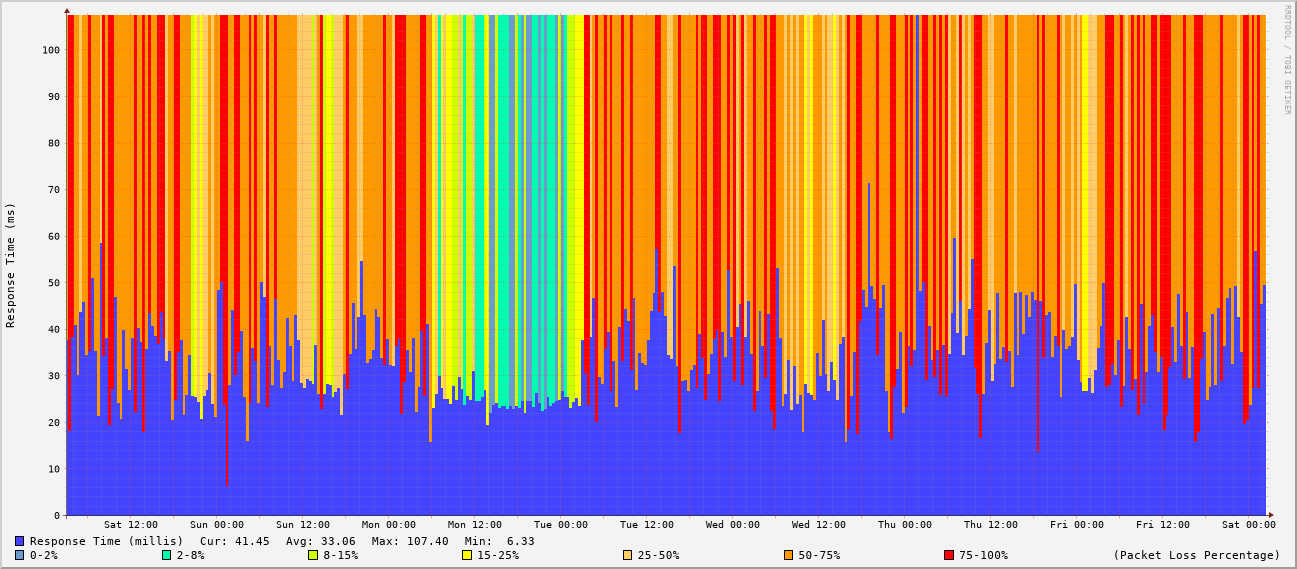 RRDTOOL / TOBI OETIKER
Response Time (ms)
100
90
80
70
60
50
40
30
20
10
0
Sat 12:00 Sun 00:00 Sun 12:00 Mon 00:00 Mon 12:00 Tue 00:00 Tue 12:00 Wed 00:00 Wed 12:00 Thu 00:00 Thu 12:00 Fri 00:00 Fri 12:00 Sat 00:00
Response Time (millis) Cur: 41.45 Avg: 33.06 Max: 107.40 Min: 6.33
0-2% 2-8% 8-15% 15-25% 25-50% 50-75% 75-100% (Packet Loss Percentage)